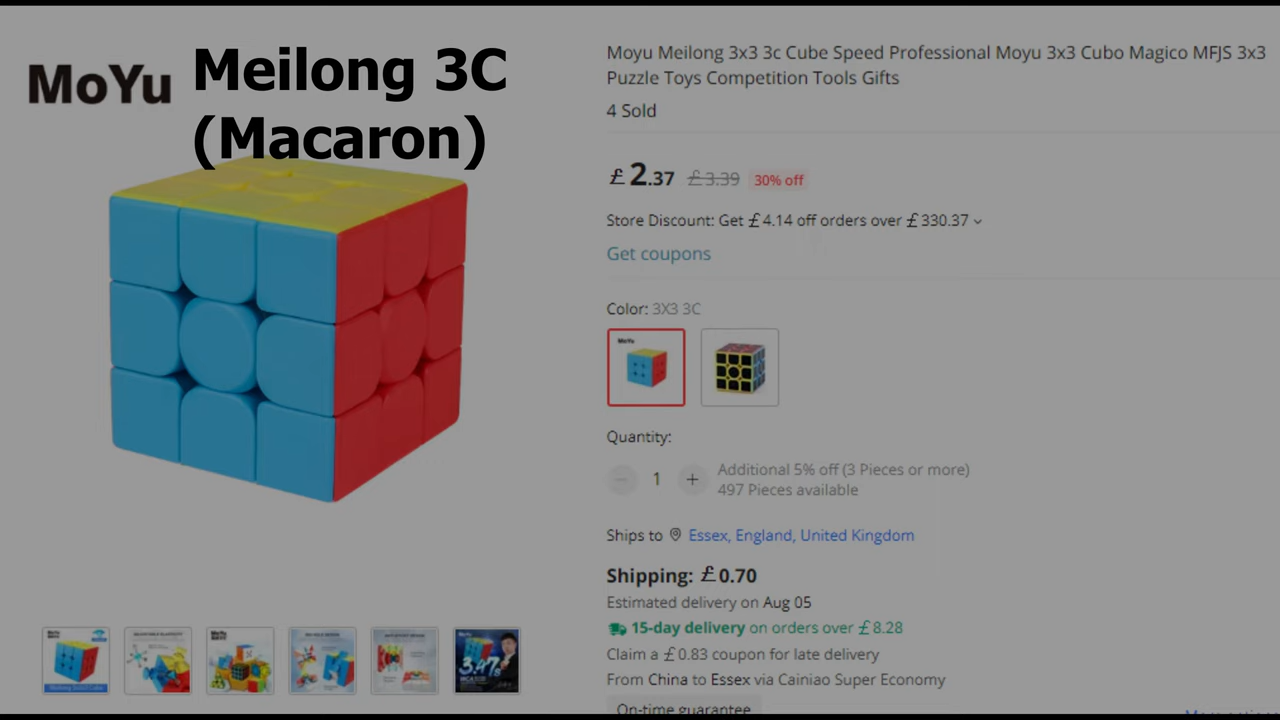 MoYu
Meilong 3C
(Macaron)
Moyu Meilong 3x3 3c Cube Speed Professional Moyu 3x3 Cubo Magico MFJS 3x3
Puzzle Toys Competition Tools Gifts
4 Sold
£2.37 £3.39 30% off
Store Discount: Get £4.14 off orders over £330.37
Get coupons
Color: 3X3 3C
MoYu
Quantity:
1
Additional 5% off (3 Pieces or more)
497 Pieces available
Ships to Essex, England, United Kingdom
Shipping: £0.70
Estimated delivery on Aug 05
15-day delivery on orders over £8.28
Claim a £0.83 coupon for late delivery
From China to Essex via Cainiao Super Economy
On-time guarantee
3.47